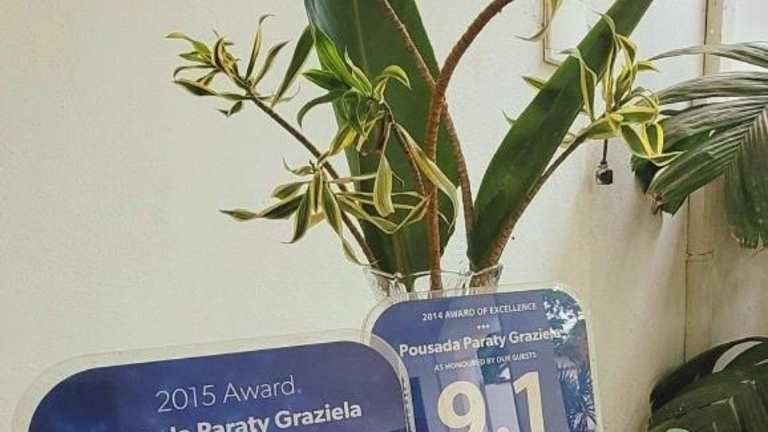 2014 AWARD OF EXCELLENCE
Pousada Paraty Graziela
AS HONOURED BY OUR GUESTS
9.1
2015 Award
Paraty Graziela